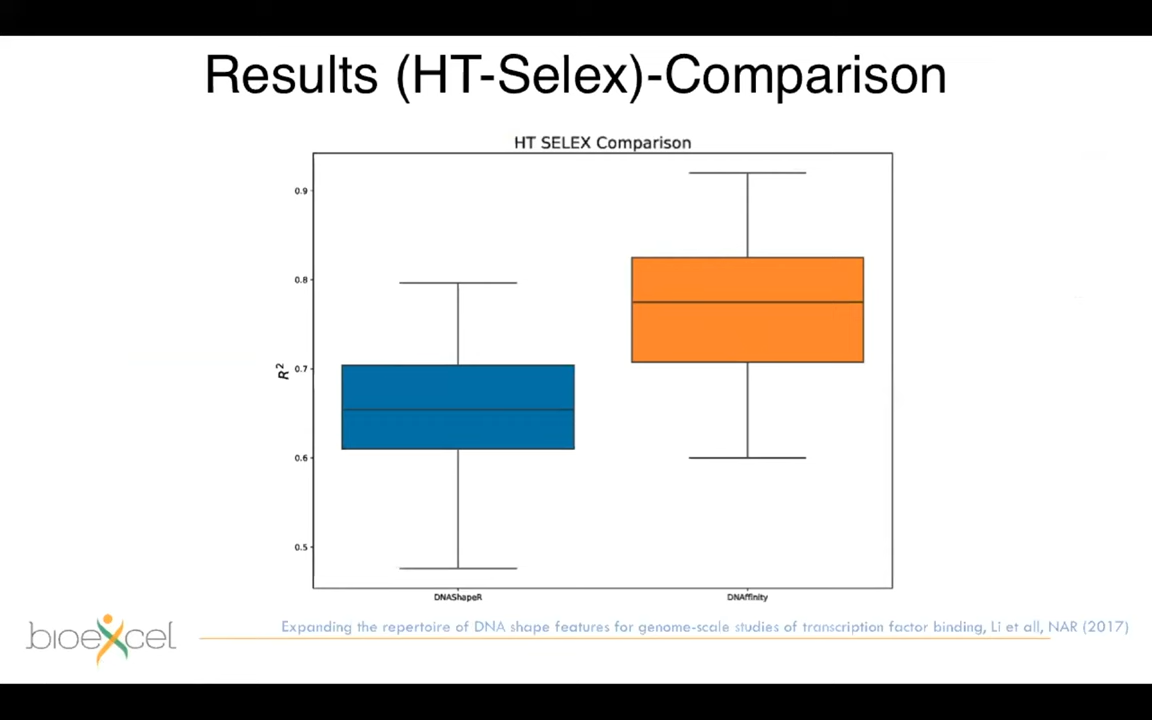 Results (HT-Selex)-Comparison
HT SELEX Comparison
0.9
0.8
R²
0.7
0.6
0.5
DNAShapeR
DNAffinity
bioexcel
Expanding the repertoire of DNA shape features for genome-scale studies of transcription factor binding, Li et all, NAR (2017)